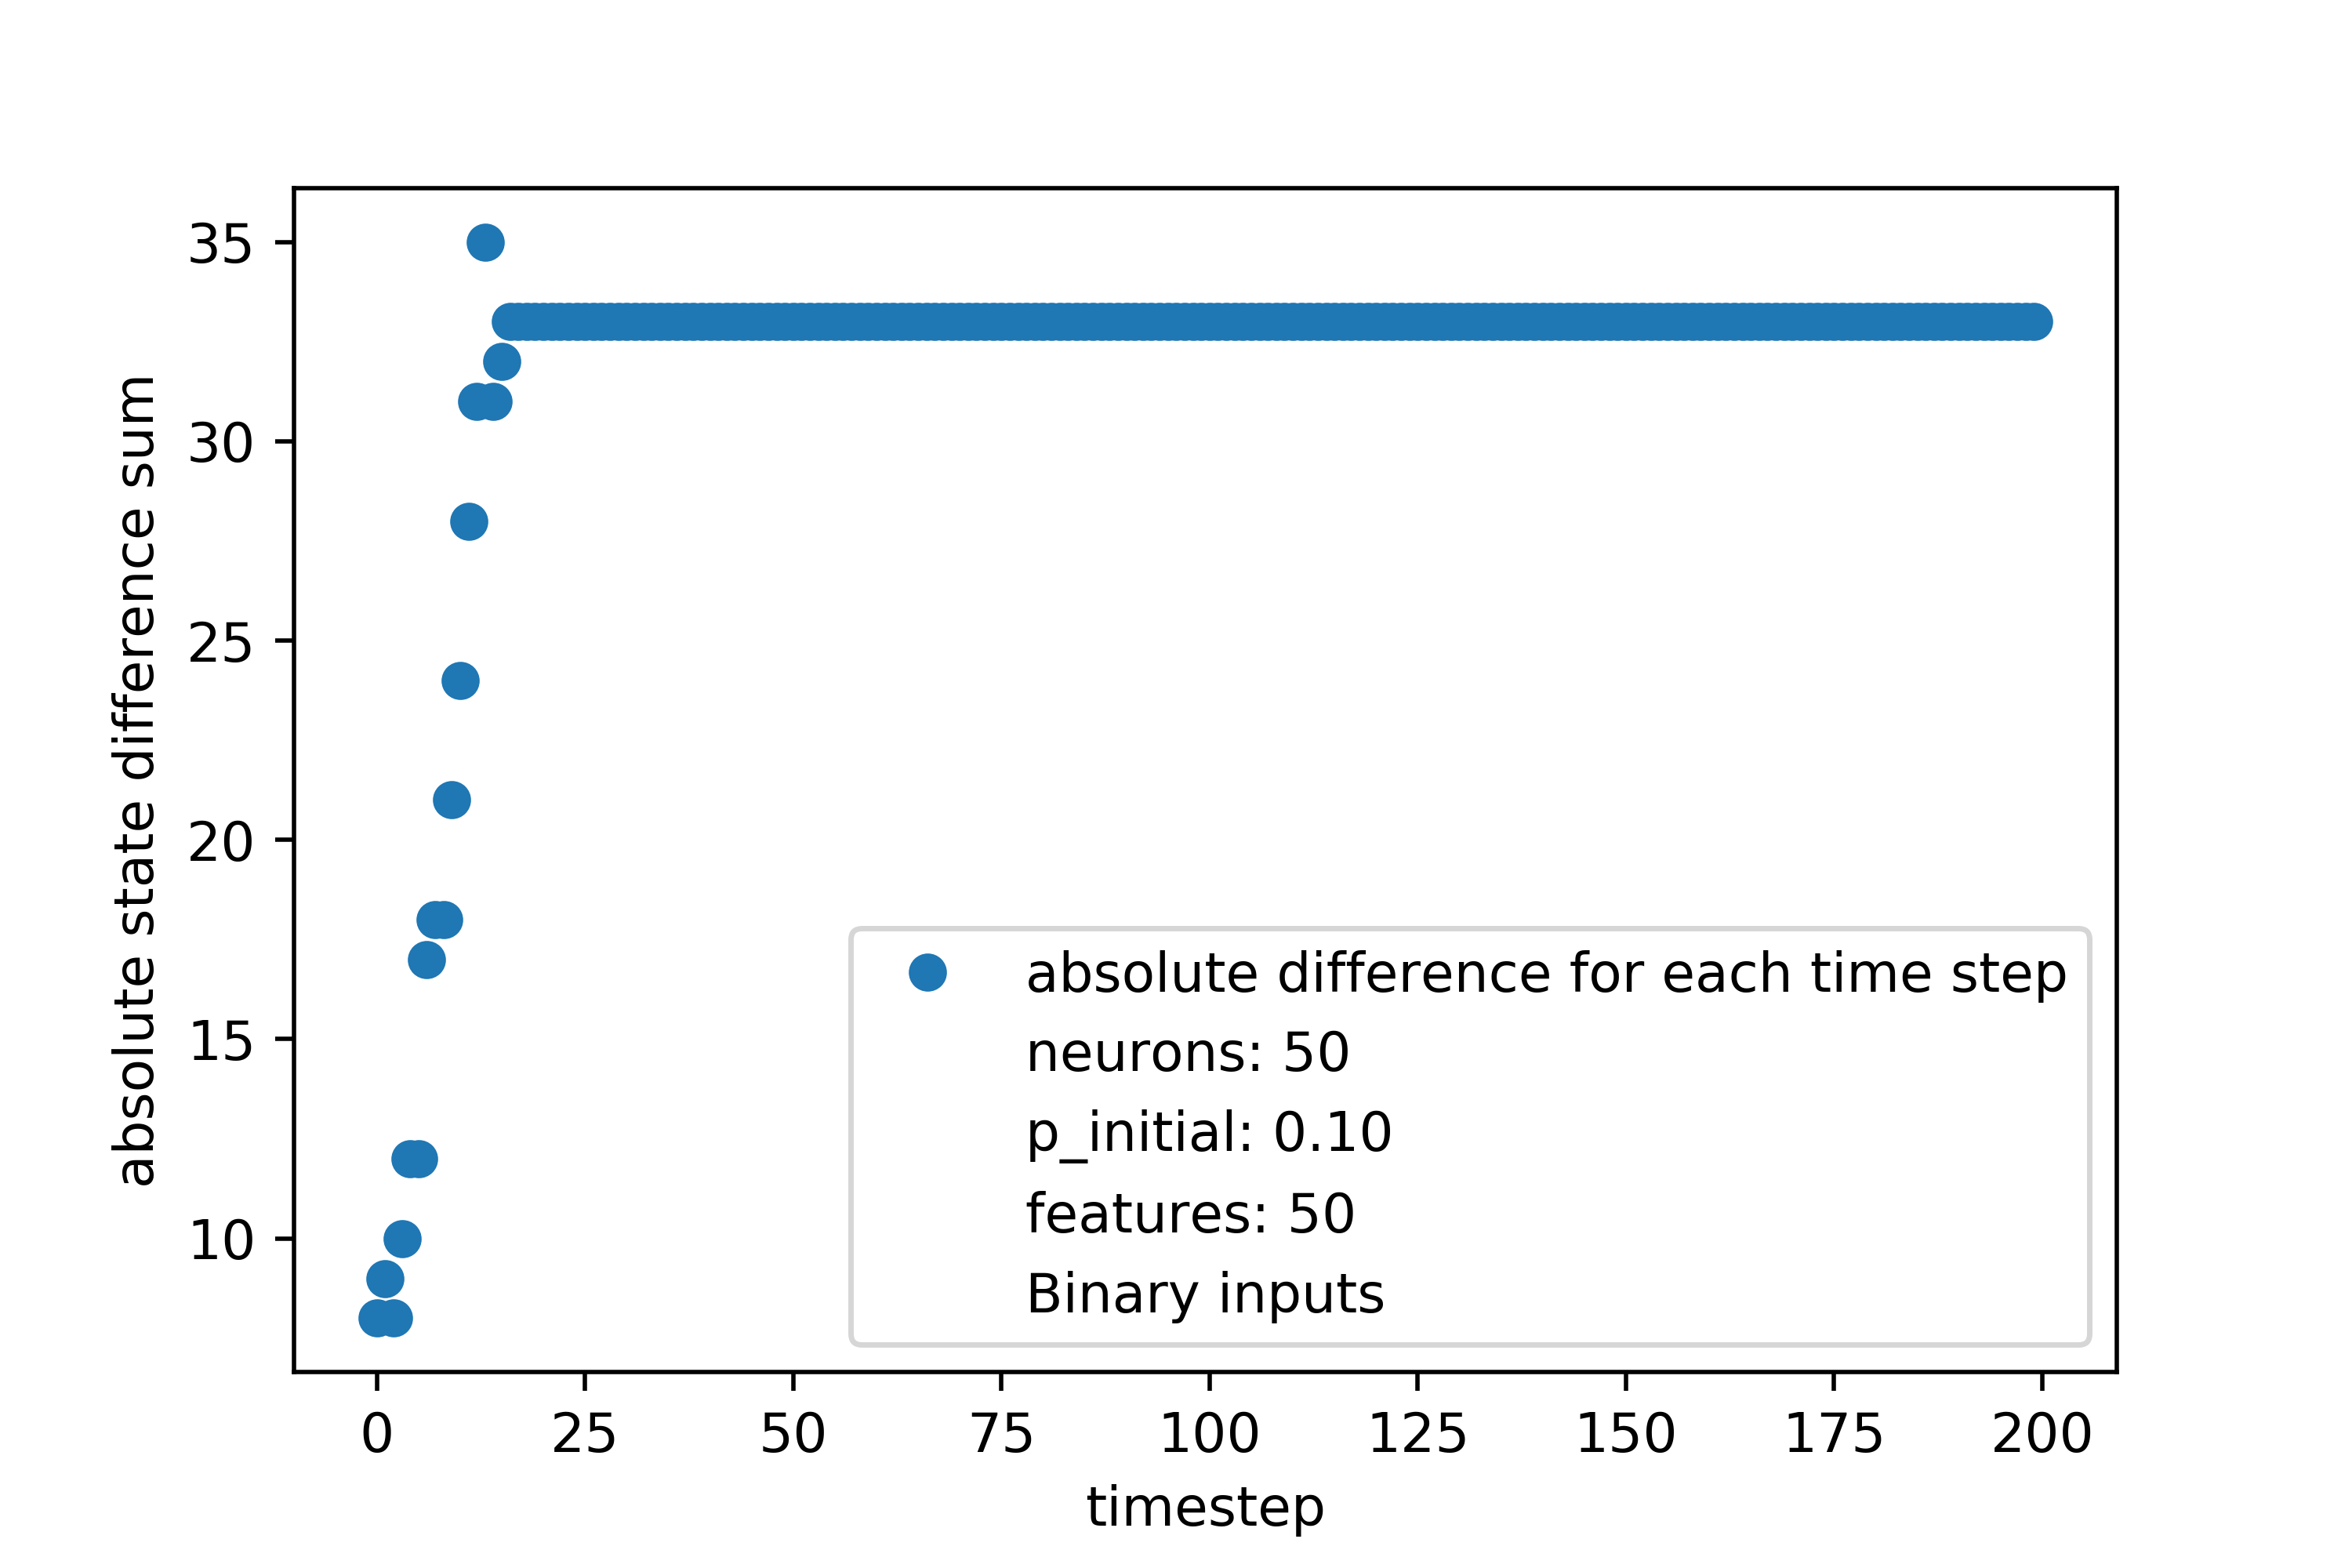 35
30
25
20
15
10
absolute state difference sum
absolute difference for each time step
neurons: 50
p_initial: 0.10
features: 50
Binary inputs
0 25 50 75 100 125 150 175 200
timestep